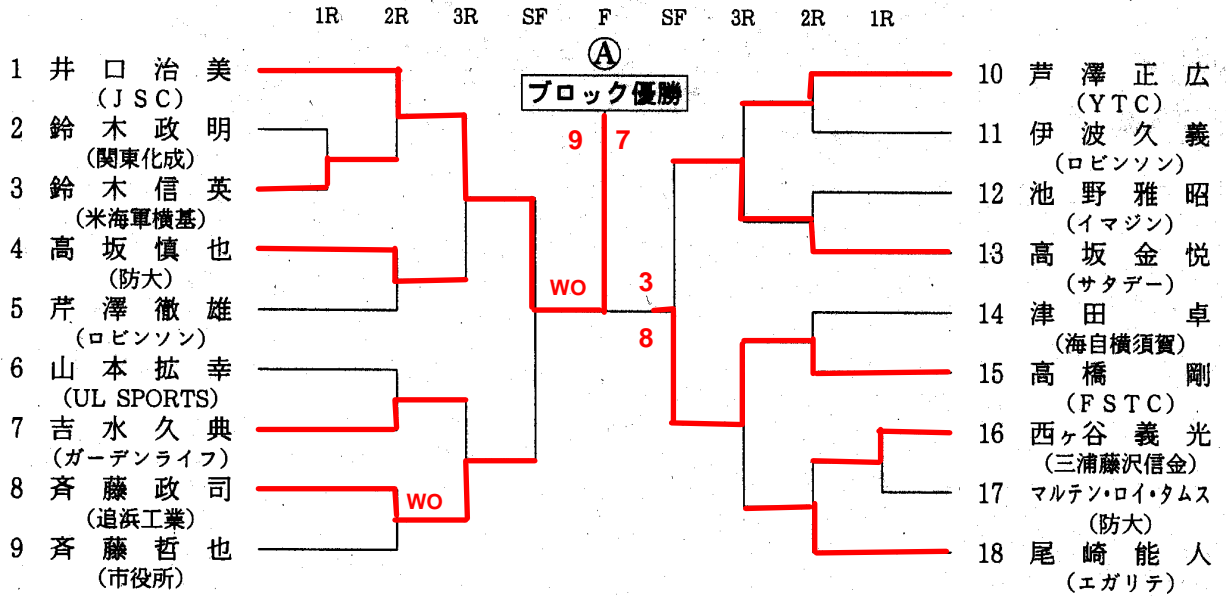 1R 2R 3R SF F SF 3R 2R 1R
Ⓐ
ブロック優勝
9 7
1 井口治美
(JSC)
2 鈴木政明
(関東化成)
3 鈴木信英
(米海軍横基)
4 高坂慎也
(防大)
5 芹澤徹雄
(ロビンソン)
6 山本拡幸
(UL SPORTS)
7 吉水久典
(ガーデンライフ)
8 斉藤政司
(追浜工業)
9 斉藤哲也
(市役所)
WO
WO
3
8
10 芦澤正広
(YTC)
11 伊波久義
(ロビンソン)
12 池野雅昭
(イマジン)
13 高坂金悦
(サタデー)
14 津田卓
(海自横須賀)
15 高橋剛
(FSTC)
16 西ヶ谷義光
(三浦藤沢信金)
17 マルテン・ロイ・タムス
(防大)
18 尾崎能人
(エガリテ)